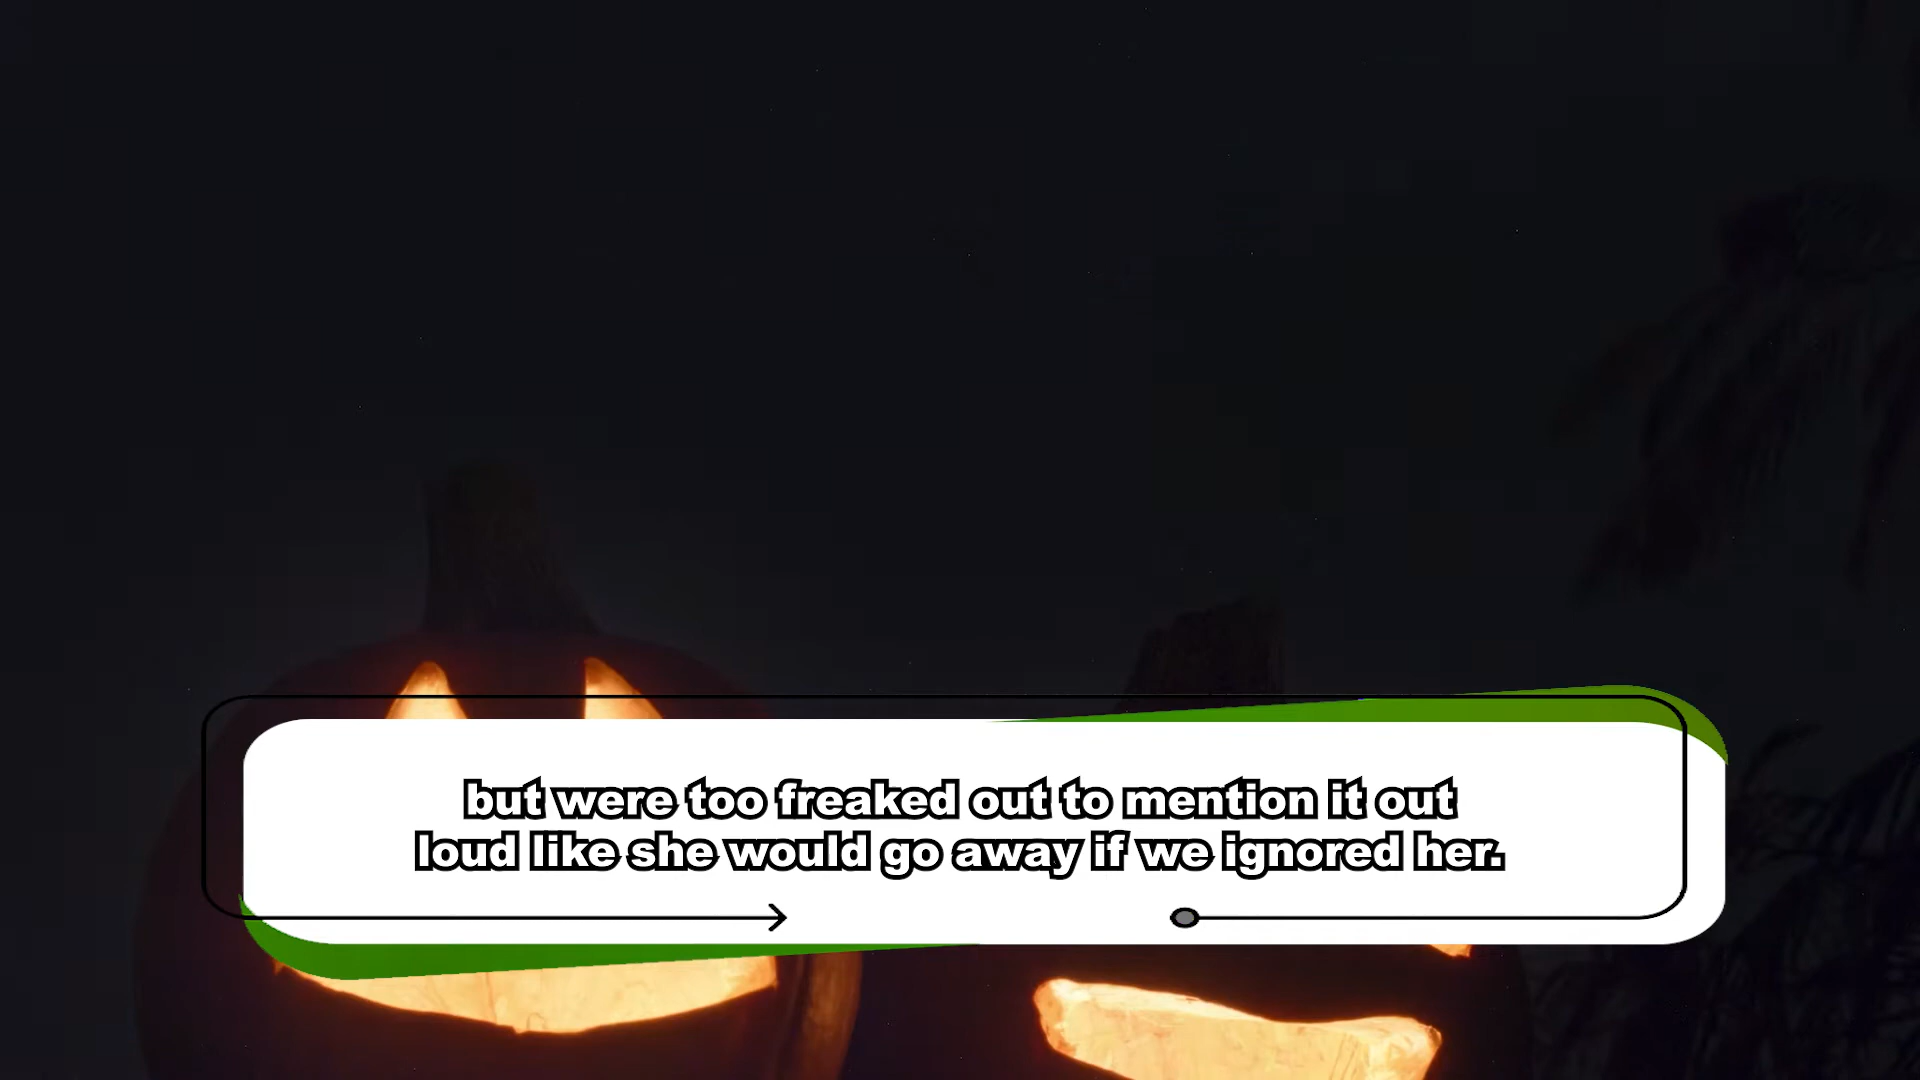 but were too freaked out to mention it out
loud like she would go away if we ignored her.